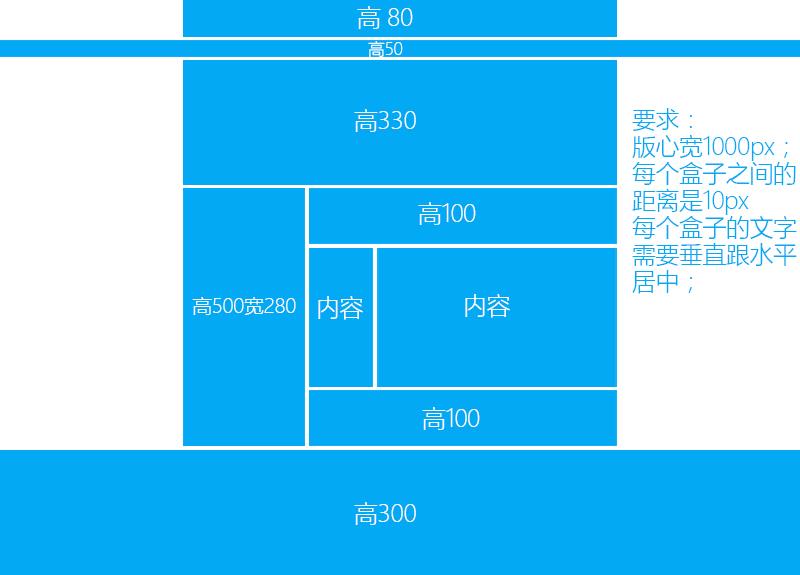 高 80
高50
高330
要求：
版心宽1000px；
每个盒子之间的
距离是10px
每个盒子的文字
需要垂直跟水平
居中；
高100
高500宽280
内容
内容
高100
高300